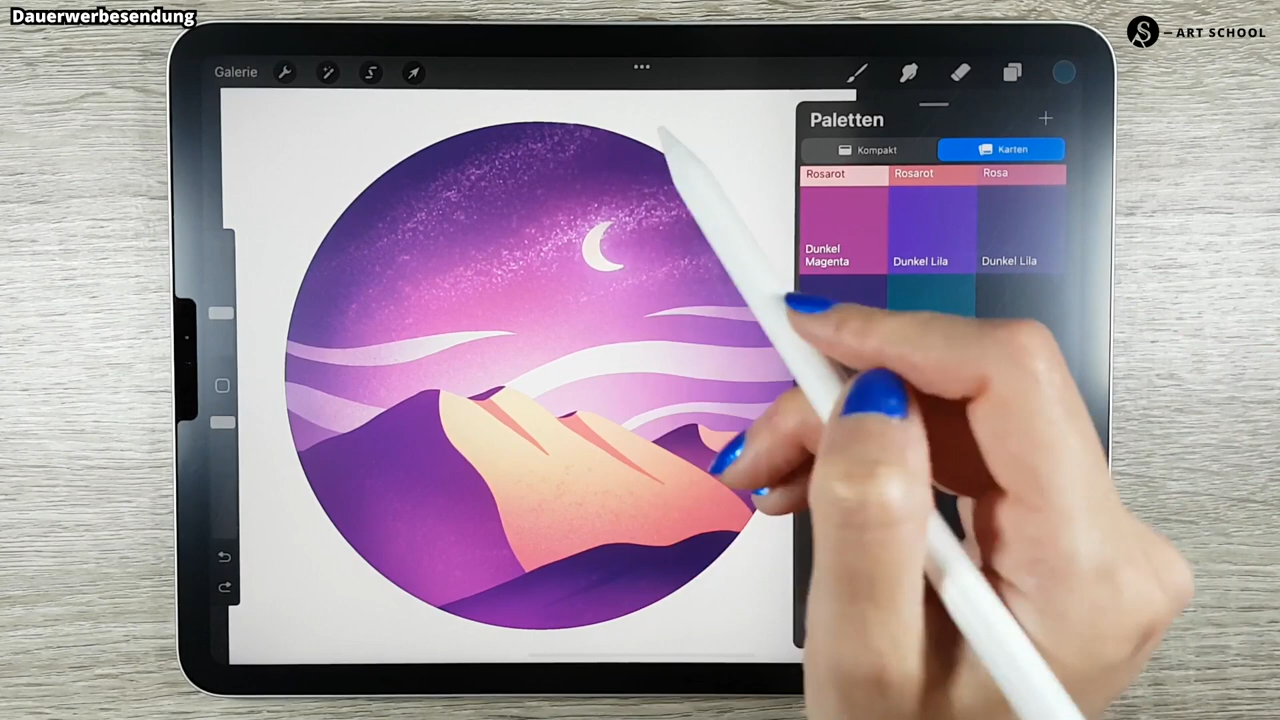 Dauerwerbesendung
S – ART SCHOOL
Galerie
Paletten
Kompakt
Karten
Rosarot
Rosarot
Rosa
Dunkel
Magenta
Dunkel Lila
Dunkel Lila